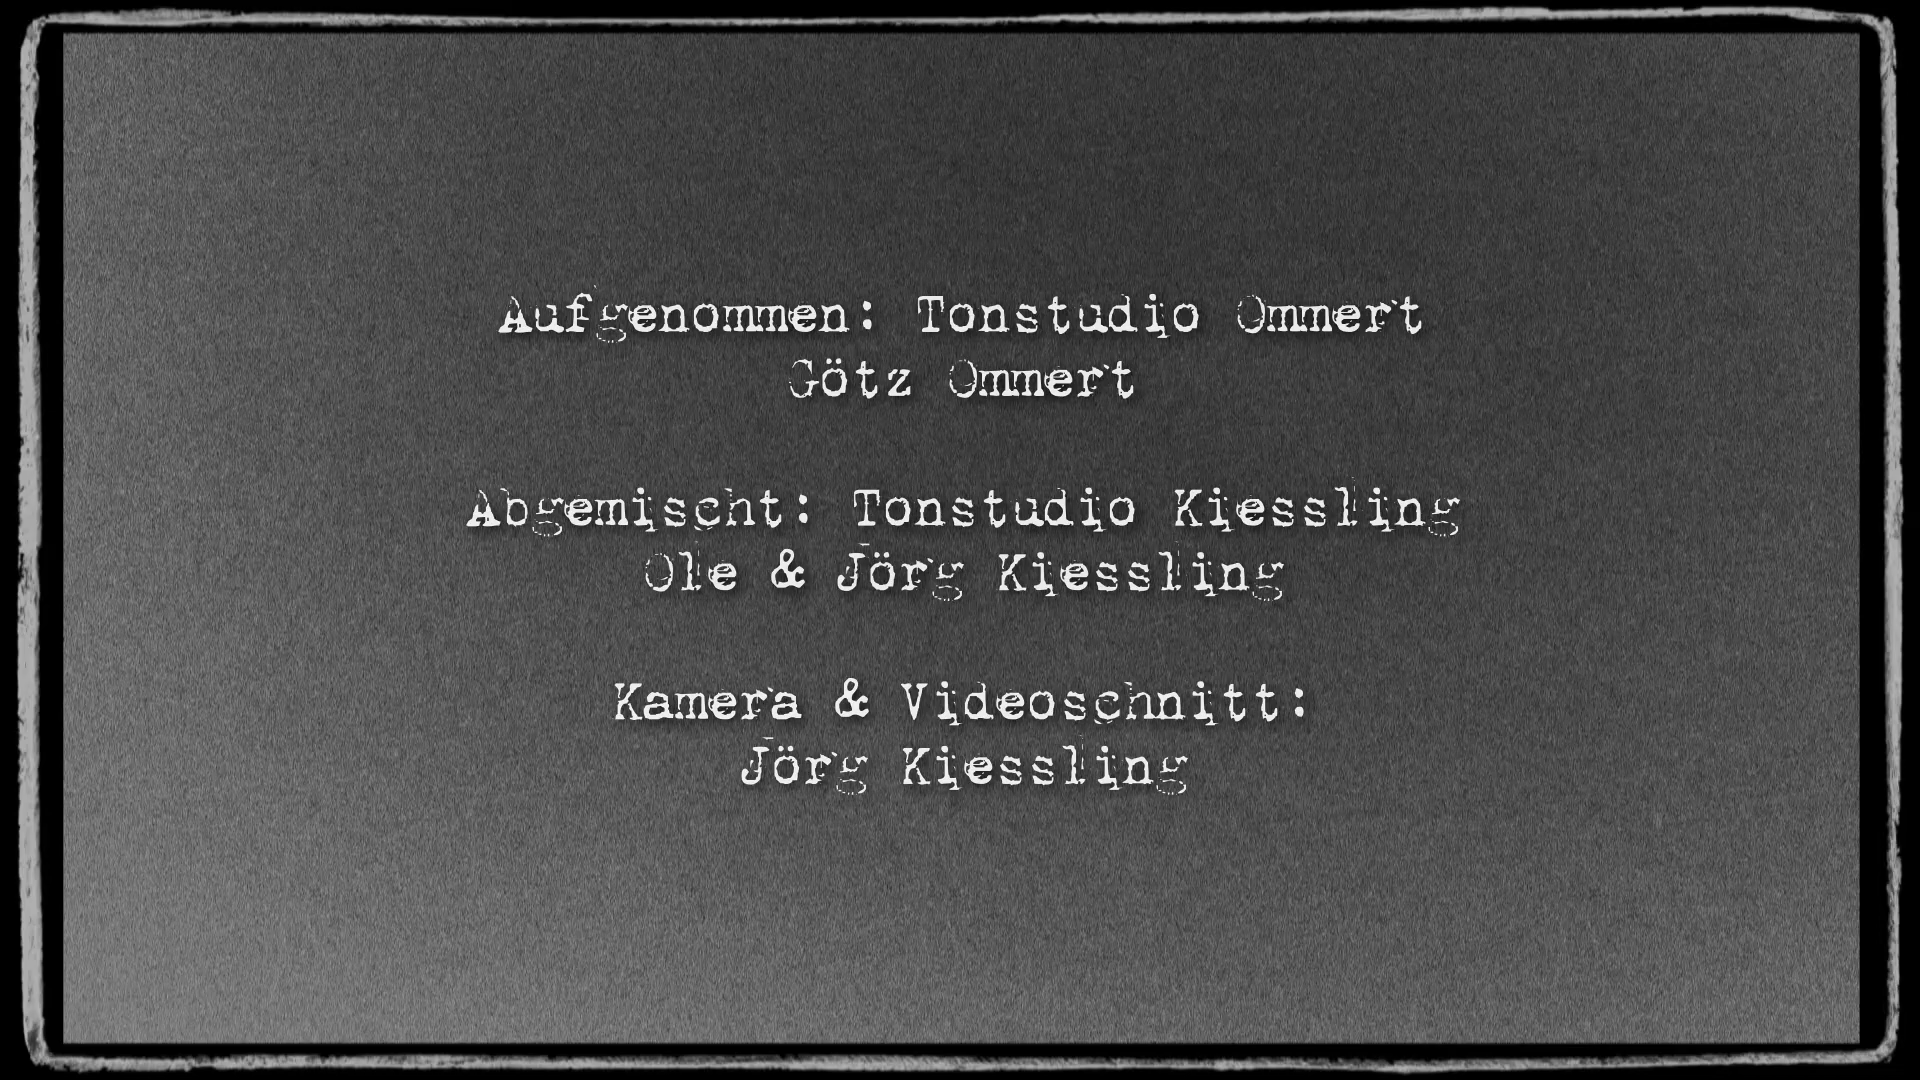 Aufgenommen: Tonstudio Ommert
Götz Ommert
Abgemischt: Tonstudio Kiessling
Ole & Jörg Kiessling
Kamera & Videoschnitt:
Jörg Kiessling